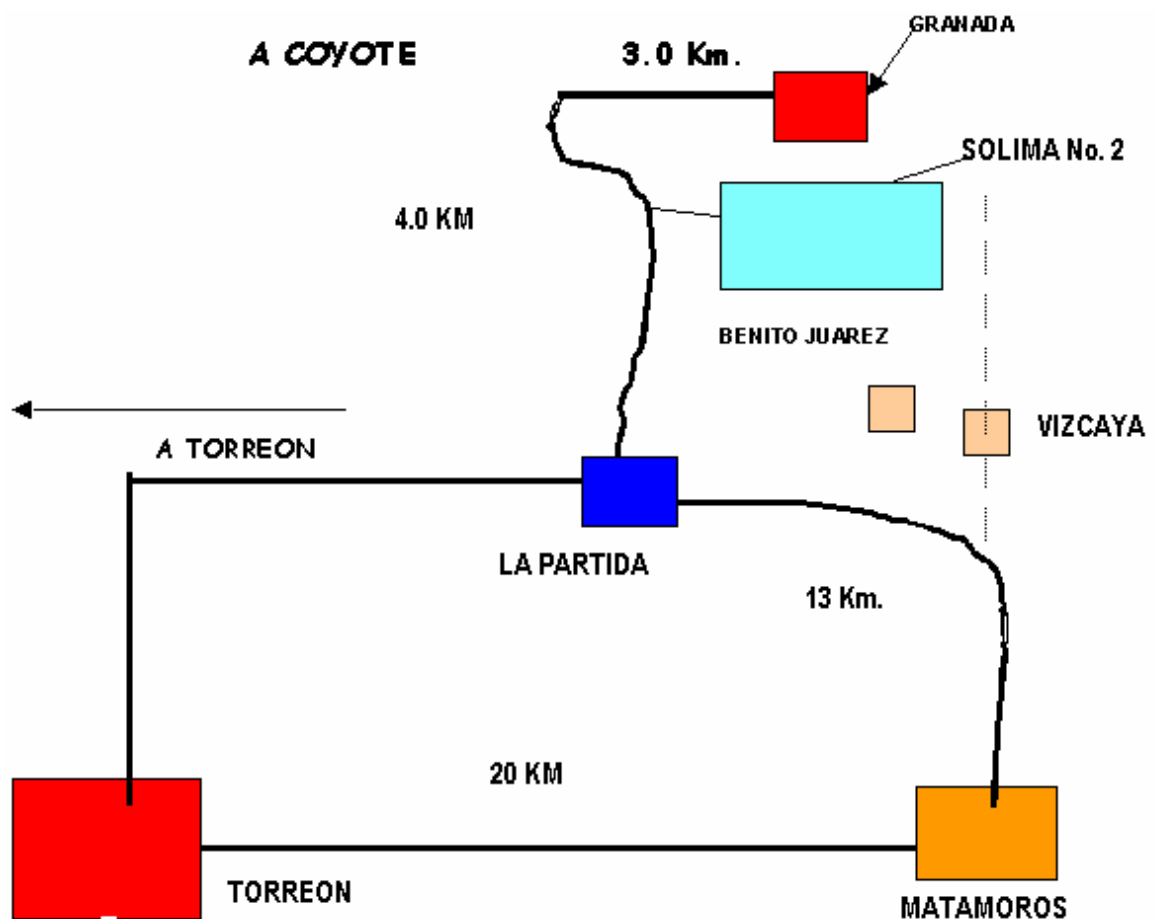 GRANADA
A COYOTE 3.0 Km.
SOLIMA No. 2
4.0 KM
BENITO JUAREZ
VIZCAYA
A TORREON
LA PARTIDA
13 Km.
20 KM
TORREON
MATAMOROS